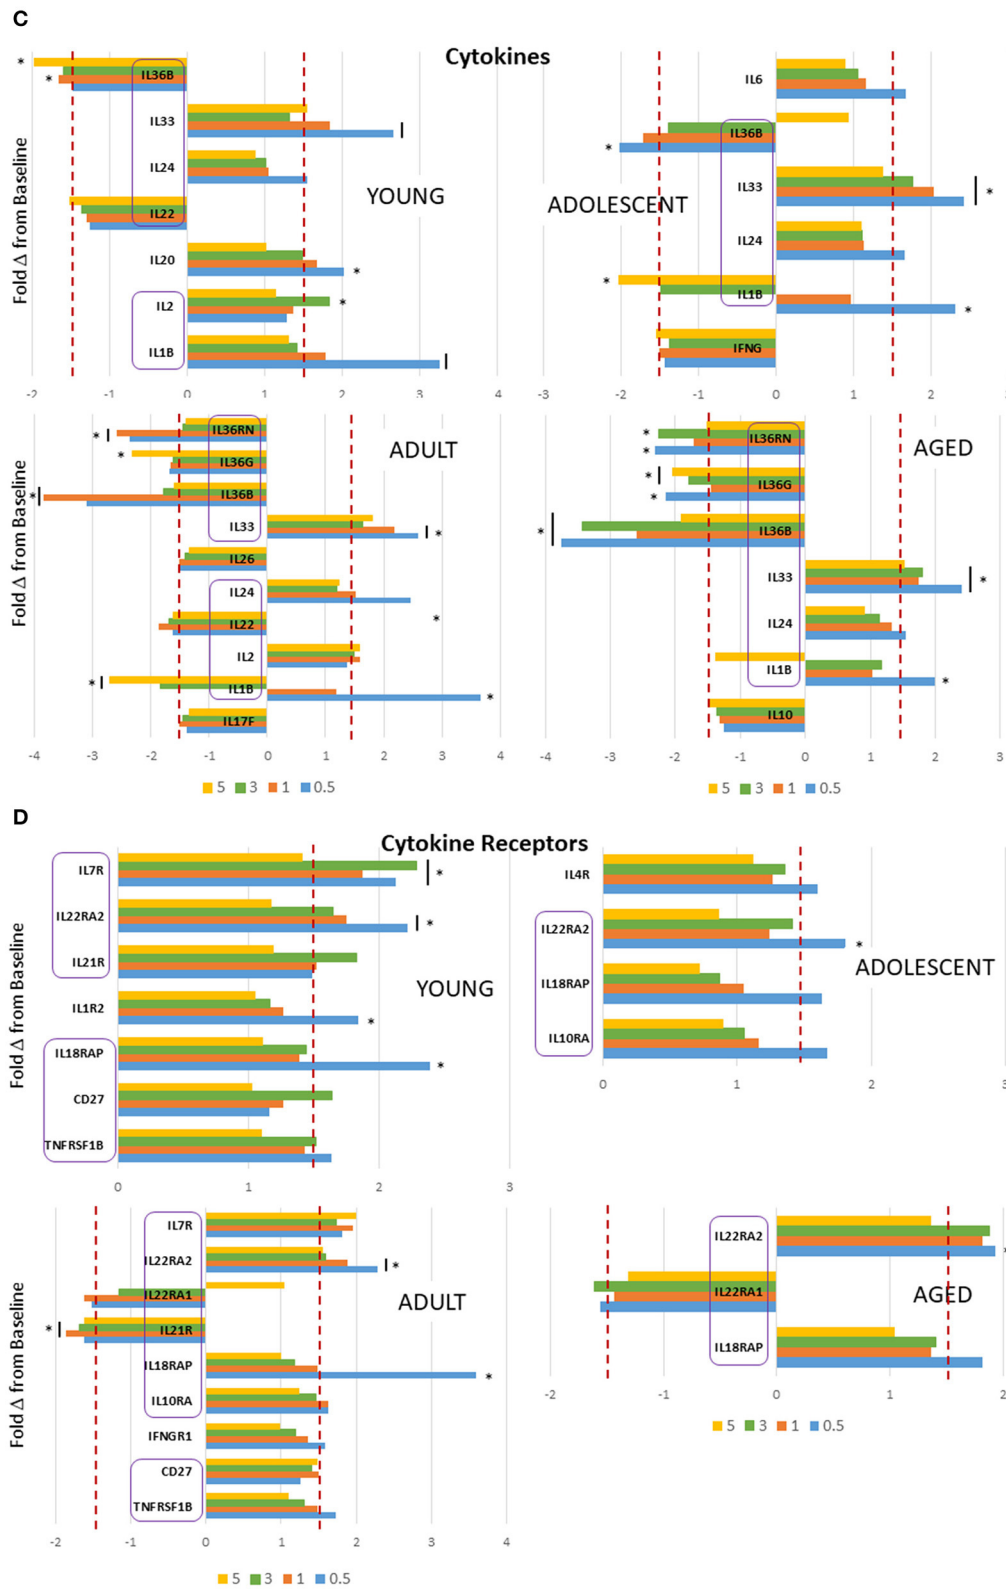 C
Cytokines
Fold Δ from Baseline
*
*
IL36B
IL33
*
IL24
IL22
IL20
*
IL2
*
IL1B
YOUNG
-2 -1 0 1 2 3 4
IL6
IL36B
*
IL33
*
IL24
*
IL1B
*
IFNG
ADOLESCENT
-3 -2 -1 0 1 2
Fold Δ from Baseline
IL36RN
*
IL36G
*
IL36B
*
IL33
*
IL26
IL24
*
IL22
IL2
IL1B
*
*
IL17F
ADULT
-4 -3 -2 -1 0 1 2 3 4
5 3 1 0.5
IL36RN
*
*
IL36G
*
*
IL36B
*
IL33
*
IL24
IL1B
*
IL10
AGED
-4 -3 -2 -1 0 1 2 3
5 3 1 0.5
D
Cytokine Receptors
Fold Δ from Baseline
IL7R
*
IL22RA2
*
IL21R
IL1R2
*
IL18RAP
*
CD27
TNFRSF1B
YOUNG
0 1 2 3
IL4R
IL22RA2
*
IL18RAP
IL10RA
ADOLESCENT
0 1 2 3
Fold Δ from Baseline
IL7R
IL22RA2
*
IL22RA1
IL21R
*
IL18RAP
*
IL10RA
IFNGR1
CD27
TNFRSF1B
ADULT
-2 -1 0 1 2 3 4
5 3 1 0.5
IL22RA2
*
IL22RA1
IL18RAP
AGED
-2 -1 0 1 2
5 3 1 0.5